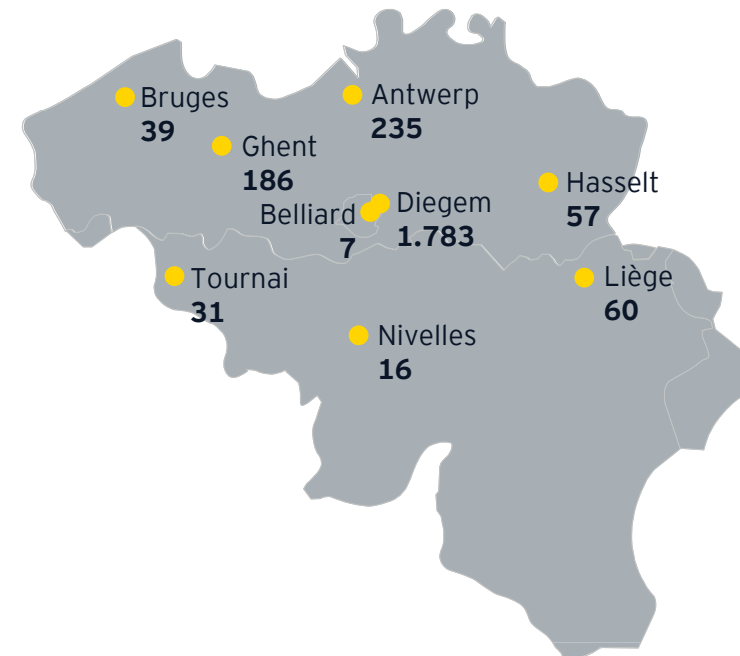 Bruges
39
Antwerp
235
Ghent
186
Hasselt
57
Belliard
7
Diegem
1.783
Tournai
31
Liège
60
Nivelles
16